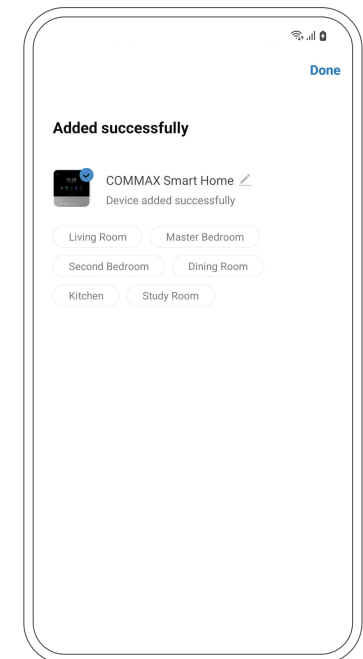 Done
Added successfully
COMMAX Smart Home
Device added successfully
Living Room Master Bedroom
Second Bedroom Dining Room
Kitchen Study Room